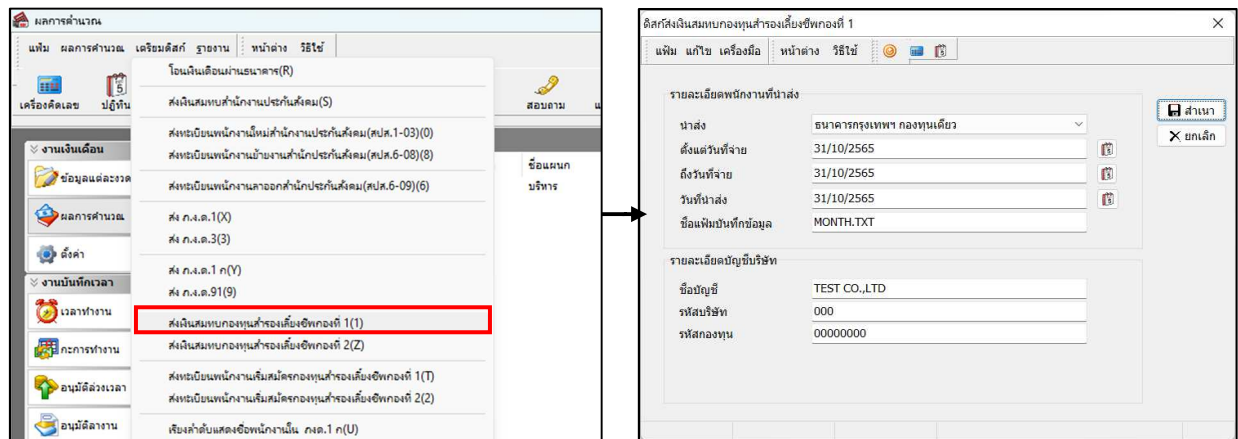 ผลการคำนวณ
แฟ้ม ผลการคำนวณ เตรียมดิสก์ รายงาน หน้าต่าง วิธีใช้
เครื่องคิดเลข ปฏิทิน สอบถาม
งานเงินเดือน
ข้อมูลแต่ละงวด
ผลการคำนวณ
ตั้งค่า
งานบันทึกเวลา
เวลาทำงาน
กะการทำงาน
อนุมัติล่วงเวลา
อนุมัติลางาน
โอนเงินเดือนผ่านธนาคาร(R)
ส่งเงินสมทบสำนักงานประกันสังคม(S)
ส่งทะเบียนพนักงานใหม่สำนักงานประกันสังคม(สปส.1-03)(0)
ส่งทะเบียนพนักงานย้ายงานสำนักประกันสังคม(สปส.6-08)(8)
ส่งทะเบียนพนักงานลาออกสำนักประกันสังคม(สปส.6-09)(6)
ส่ง ภ.ง.ด.1(X)
ส่ง ภ.ง.ด.3(3)
ส่ง ภ.ง.ด.1 ก(Y)
ส่ง ภ.ง.ด.91(9)
ส่งเงินสมทบกองทุนสำรองเลี้ยงชีพกองที่ 1(1)
ส่งเงินสมทบกองทุนสำรองเลี้ยงชีพกองที่ 2(Z)
ส่งทะเบียนพนักงานเริ่มสมัครกองทุนสำรองเลี้ยงชีพกองที่ 1(T)
ส่งทะเบียนพนักงานเริ่มสมัครกองทุนสำรองเลี้ยงชีพกองที่ 2(2)
เรียงลำดับแสดงชื่อพนักงานใน ภงด.1 ก(U)
ชื่อแผนก
บริหาร
ดิสก์ส่งเงินสมทบกองทุนสำรองเลี้ยงชีพกองที่ 1
แฟ้ม แก้ไข เครื่องมือ หน้าต่าง วิธีใช้
รายละเอียดพนักงานที่นำส่ง
นำส่ง ธนาคารกรุงเทพฯ กองทุนเดียว
ตั้งแต่วันที่จ่าย 31/10/2565
ถึงวันที่จ่าย 31/10/2565
วันที่นำส่ง 31/10/2565
ชื่อแฟ้มบันทึกข้อมูล MONTH.TXT
สำเนา
ยกเลิก
รายละเอียดบัญชีบริษัท
ชื่อบัญชี TEST CO.,LTD
รหัสบริษัท 000
รหัสกองทุน 00000000